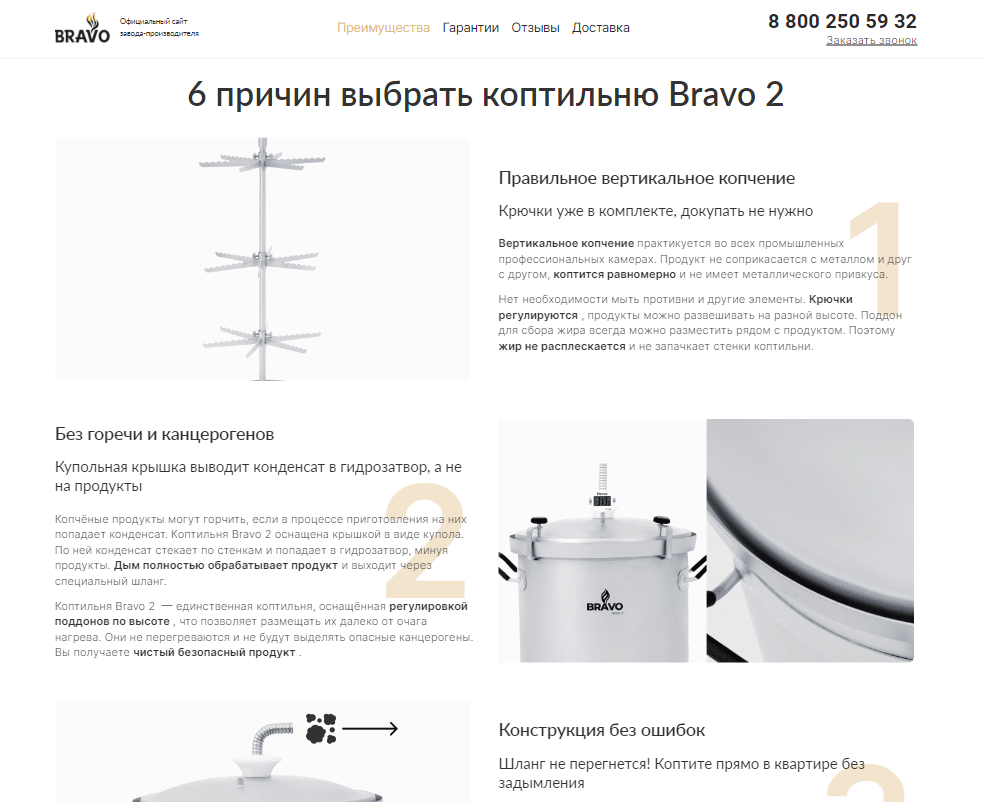 BRAVO
Официальный сайт
завода-производителя
Преимущества Гарантии Отзывы Доставка
8 800 250 59 32
Заказать звонок
6 причин выбрать коптильню Bravo 2
1
Правильное вертикальное копчение
Крючки уже в комплекте, докупать не нужно
Вертикальное копчение практикуется во всех промышленных
профессиональных камерах. Продукт не соприкасается с металлом и друг
с другом, коптится равномерно и не имеет металлического привкуса.
Нет необходимости мыть противни и другие элементы. Крючки
регулируются , продукты можно развешивать на разной высоте. Поддон
для сбора жира всегда можно разместить рядом с продуктом. Поэтому
жир не расплескается и не запачкает стенки коптильни.
2
Без горечи и канцерогенов
Купольная крышка выводит конденсат в гидрозатвор, а не
на продукты
Копчёные продукты могут горчить, если в процессе приготовления на них
попадает конденсат. Коптильня Bravo 2 оснащена крышкой в виде купола.
По ней конденсат стекает по стенкам и попадает в гидрозатвор, минуя
продукты. Дым полностью обрабатывает продукт и выходит через
специальный шланг.
Коптильня Bravo 2 — единственная коптильня, оснащённая регулировкой
поддонов по высоте , что позволяет размещать их далеко от очага
нагрева. Они не перегреваются и не будут выделять опасные канцерогены.
Вы получаете чистый безопасный продукт .
BRAVO
3
Конструкция без ошибок
Шланг не перегнется! Коптите прямо в квартире без
задымления